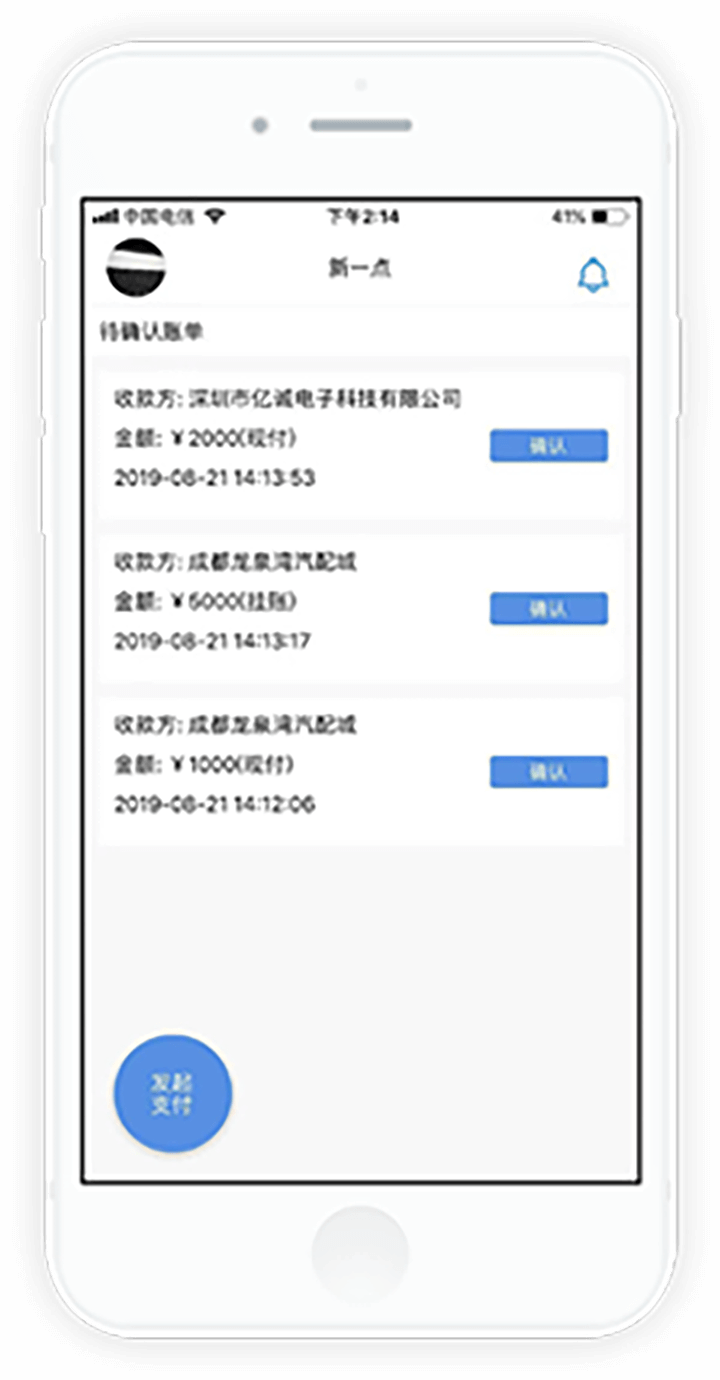 中国电信 下午2:14 41%
新一点
待确认账单
收款方: 深圳市亿诚电子科技有限公司
金额: ¥2000(现付)
确认
2019-08-21 14:13:53
收款方: 成都龙泉湾汽配城
金额: ¥5000(挂账)
确认
2019-08-21 14:13:17
收款方: 成都龙泉湾汽配城
金额: ¥1000(现付)
确认
2019-08-21 14:12:06
发起
支付